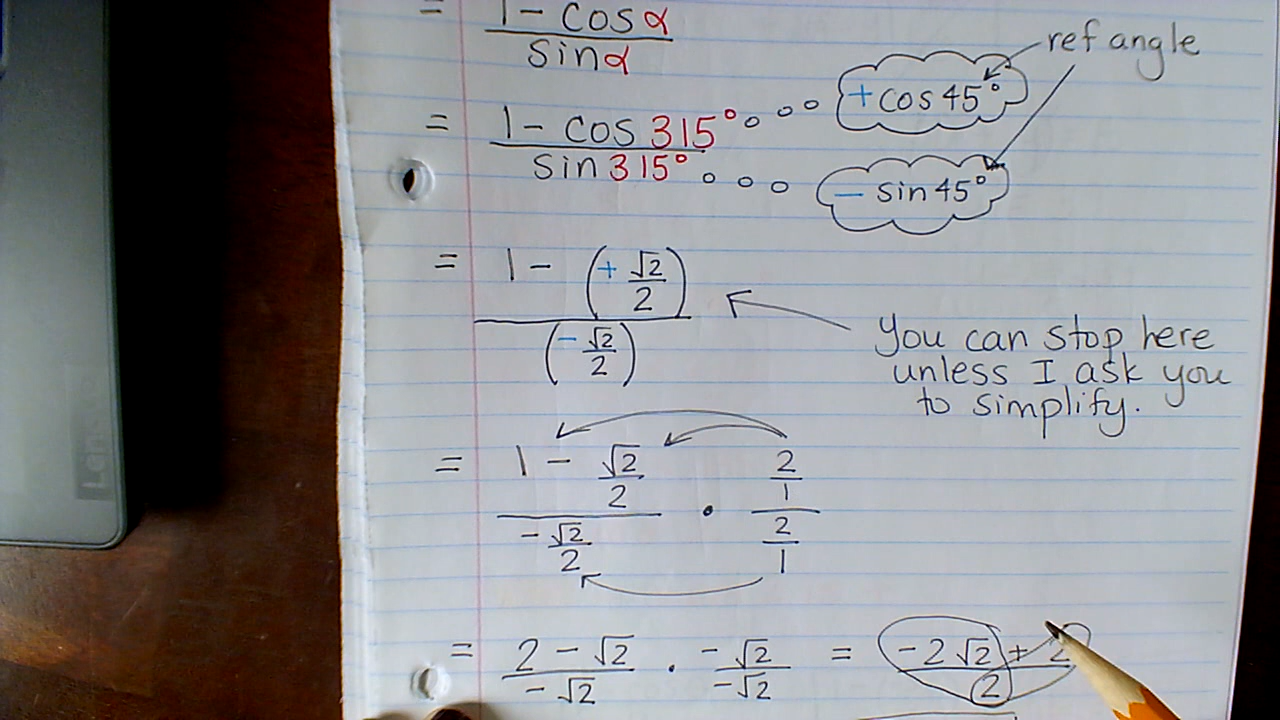 = 1 - cos α / sin α
ref angle
= 1 - cos 315° / sin 315°
+ cos 45°
- sin 45°
= 1 - (+ √2/2) / (- √2/2)
You can stop here
unless I ask you
to simplify.
= 1 - √2/2 / - √2/2 · 2/1 / 2/1
= 2 - √2 / -√2 · -√2 / -√2 = -2√2 + 2 / 2
Lenovo